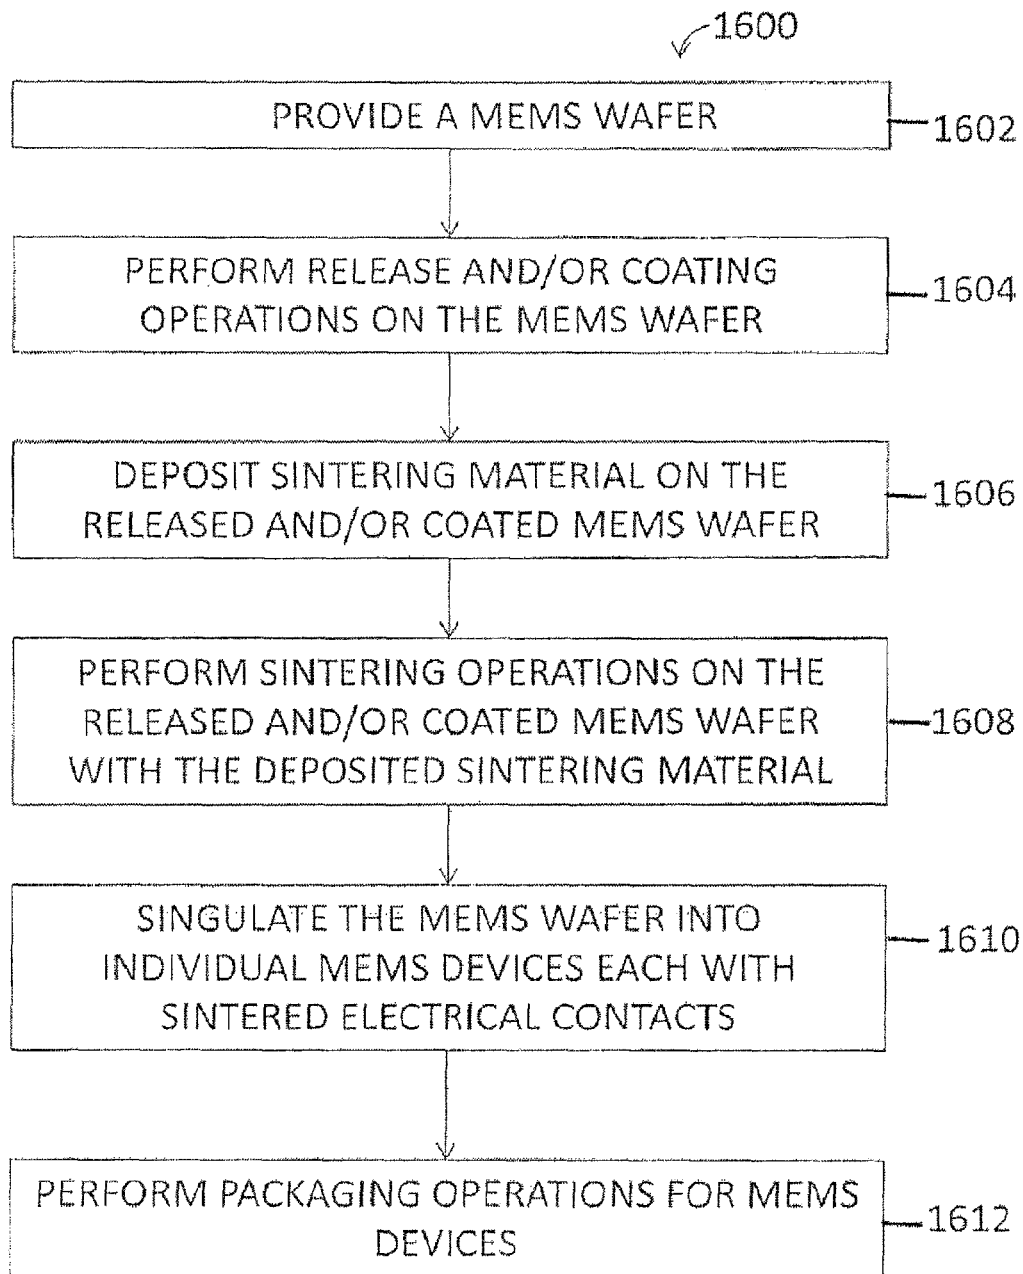 1600
PROVIDE A MEMS WAFER
1602
PERFORM RELEASE AND/OR COATING
OPERATIONS ON THE MEMS WAFER
1604
DEPOSIT SINTERING MATERIAL ON THE
RELEASED AND/OR COATED MEMS WAFER
1606
PERFORM SINTERING OPERATIONS ON THE
RELEASED AND/OR COATED MEMS WAFER
WITH THE DEPOSITED SINTERING MATERIAL
1608
SINGULATE THE MEMS WAFER INTO
INDIVIDUAL MEMS DEVICES EACH WITH
SINTERED ELECTRICAL CONTACTS
1610
PERFORM PACKAGING OPERATIONS FOR MEMS
DEVICES
1612